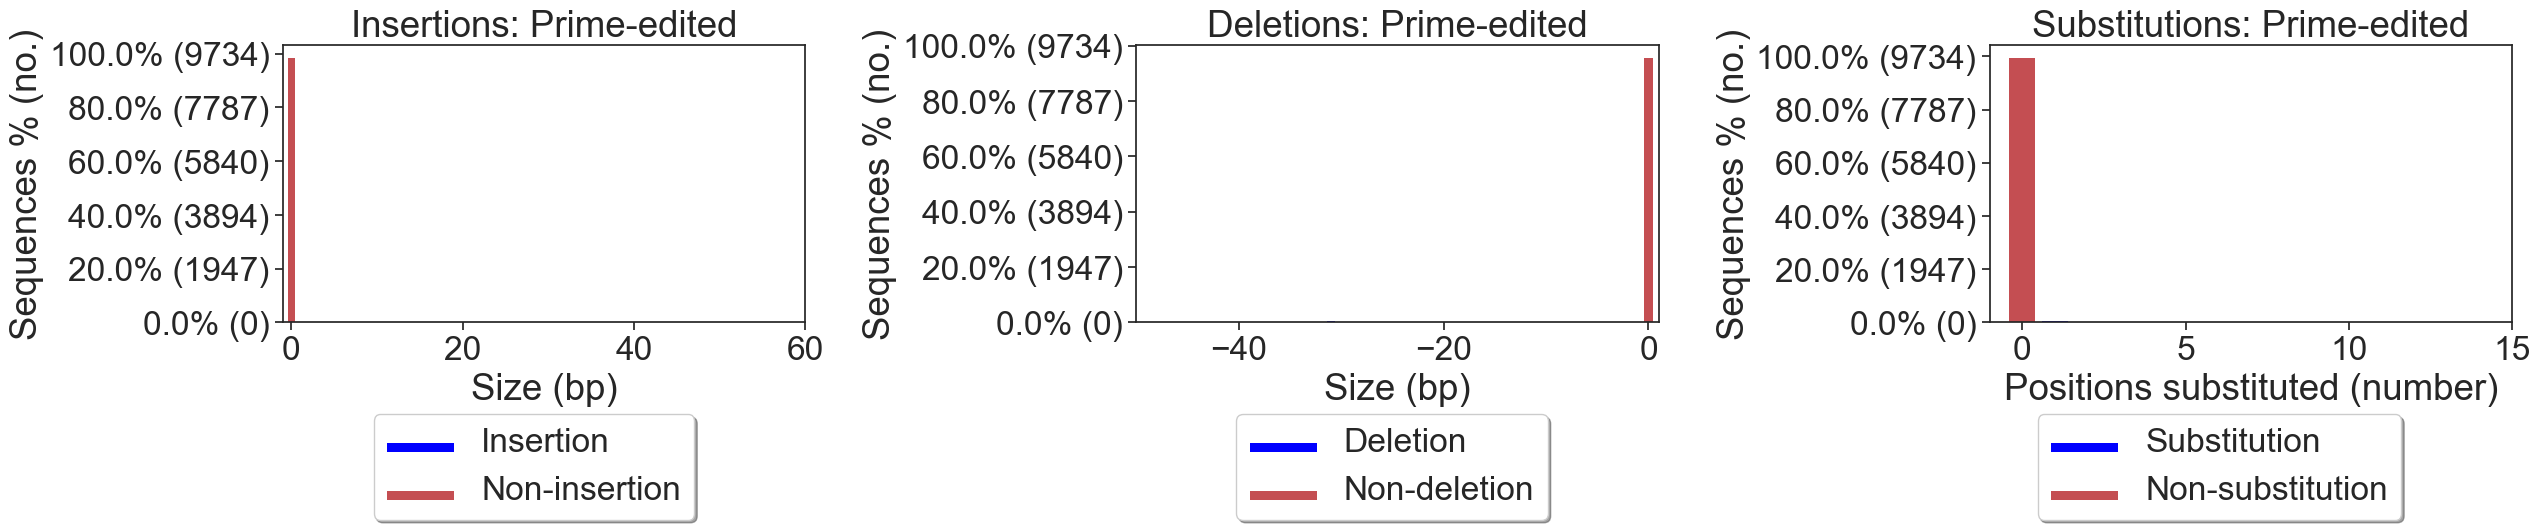 Insertions: Prime-edited
Sequences % (no.)
100.0% (9734)
80.0% (7787)
60.0% (5840)
40.0% (3894)
20.0% (1947)
0.0% (0)
0 20 40 60
Size (bp)
Insertion
Non-insertion
Deletions: Prime-edited
Sequences % (no.)
100.0% (9734)
80.0% (7787)
60.0% (5840)
40.0% (3894)
20.0% (1947)
0.0% (0)
−40 −20 0
Size (bp)
Deletion
Non-deletion
Substitutions: Prime-edited
Sequences % (no.)
100.0% (9734)
80.0% (7787)
60.0% (5840)
40.0% (3894)
20.0% (1947)
0.0% (0)
0 5 10 15
Positions substituted (number)
Substitution
Non-substitution